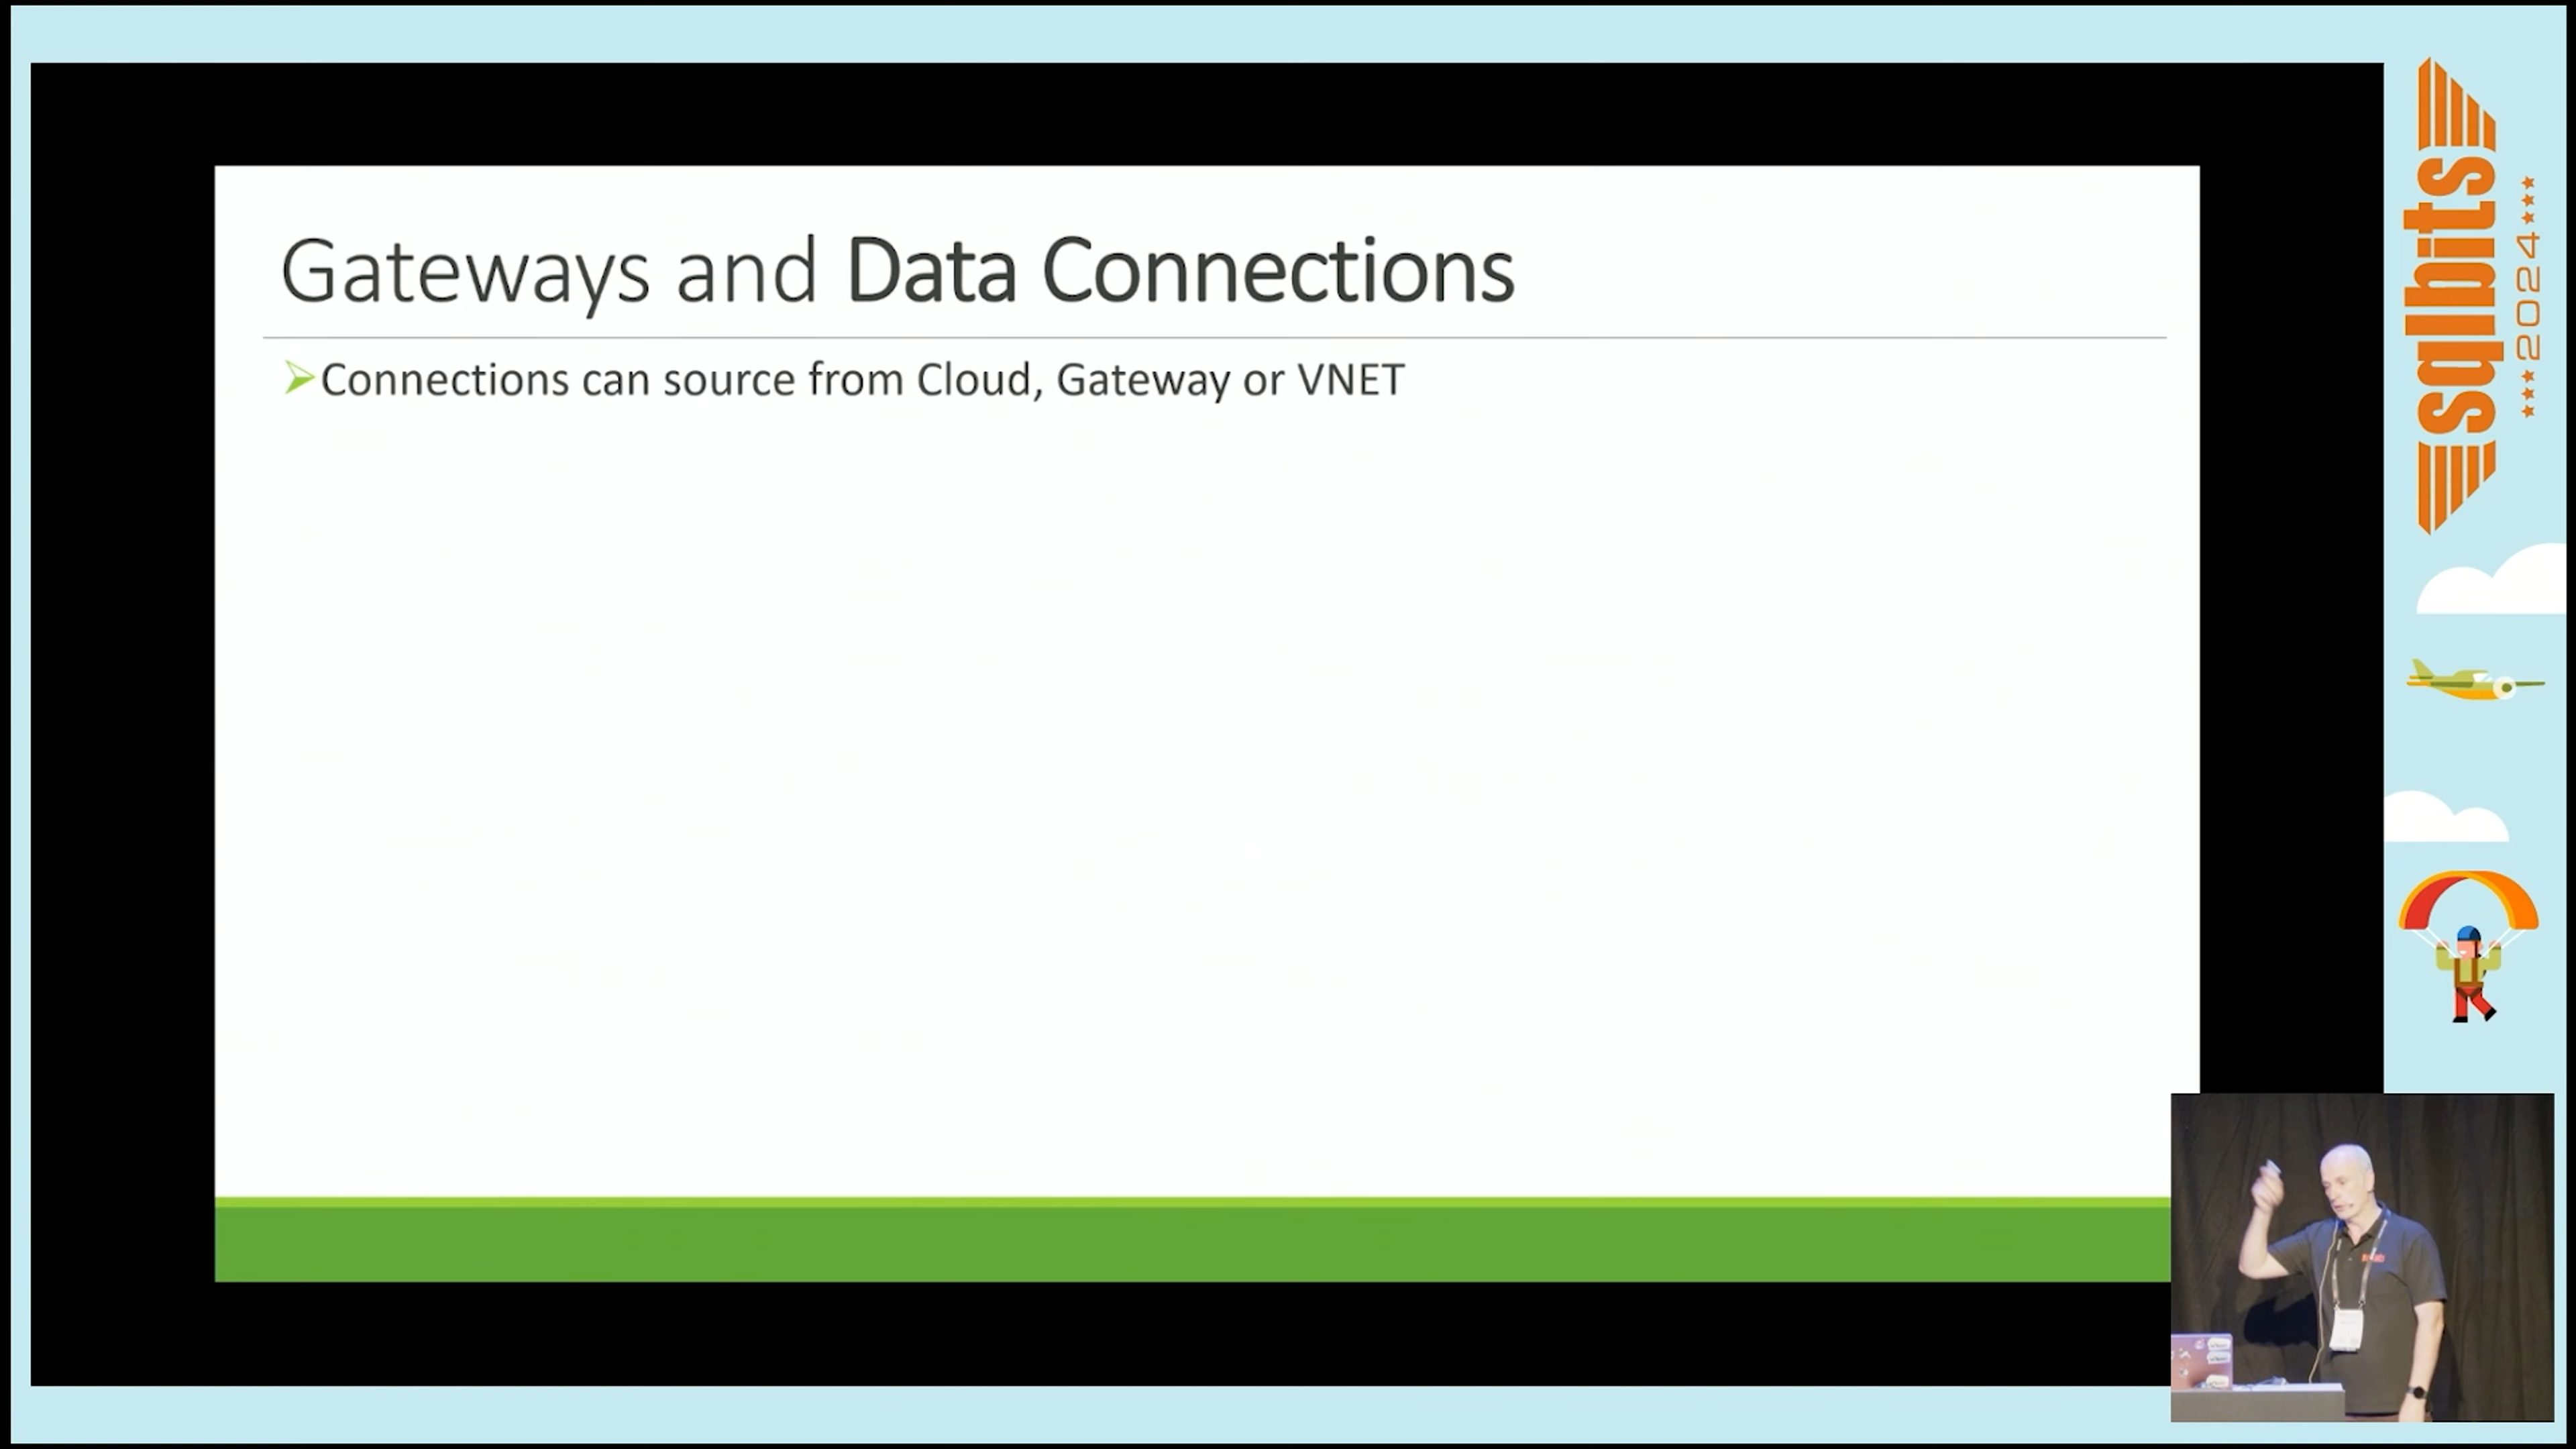 Gateways and Data Connections
Connections can source from Cloud, Gateway or VNET
sqlbits
2024